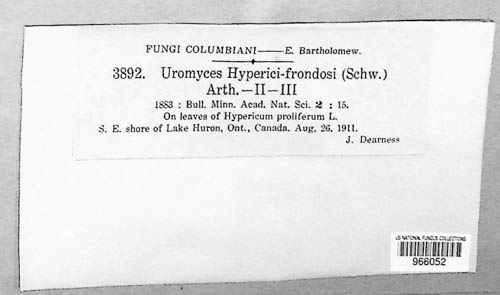 FUNGI COLUMBIANI—E. Bartholomew.
3892. Uromyces Hyperici-frondosi (Schw.)
Arth.—II—III
1883 : Bull. Minn. Acad. Nat. Sci. 2 : 15.
On leaves of Hypericum proliferum L.
S. E. shore of Lake Huron, Ont., Canada. Aug. 26, 1911.
J. Dearness
US NATIONAL FUNGUS COLLECTIONS
966052